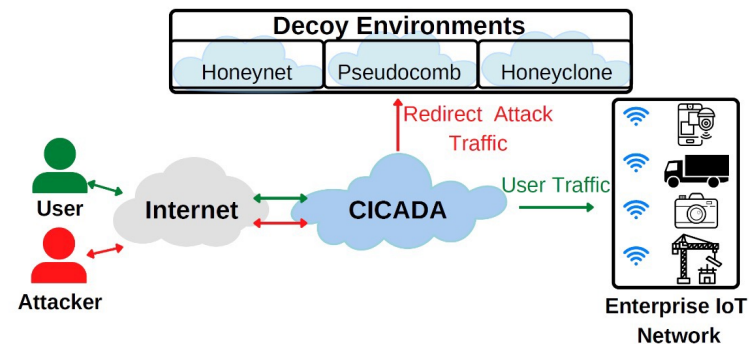 Decoy Environments
Honeynet
Pseudocomb
Honeyclone
Redirect Attack
Traffic
User
Internet
CICADA
User Traffic
Attacker
Enterprise IoT
Network